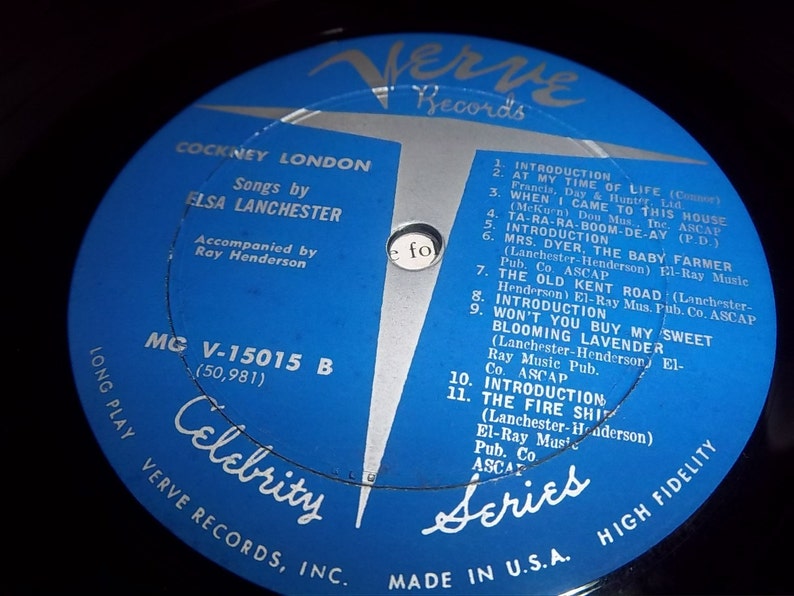 Verve
Records
COCKNEY LONDON
Songs by
ELSA LANCHESTER
Accompanied by
Ray Henderson
MG V-15015 B
(50,981)
1. INTRODUCTION
2. AT MY TIME OF LIFE (Connor)
Francis, Day & Hunter, Ltd.
3. WHEN I CAME TO THIS HOUSE
(McKuen) Dou Mus., Inc. ASCAP
4. TA-RA-RA-BOOM-DE-AY (P.D.)
5. INTRODUCTION
6. MRS. DYER, THE BABY FARMER
(Lanchester-Henderson) El-Ray Music
Pub. Co. ASCAP
7. THE OLD KENT ROAD (Lanchester-
Henderson) El-Ray Mus. Pub. Co. ASCAP
8. INTRODUCTION
9. WON'T YOU BUY MY SWEET
BLOOMING LAVENDER
(Lanchester-Henderson) El-
Ray Music Pub.
Co. ASCAP
10. INTRODUCTION
11. THE FIRE SHIP
(Lanchester-Henderson)
El-Ray Music
Pub. Co.
ASCAP
Celebrity Series
LONG PLAY VERVE RECORDS, INC. MADE IN U.S.A. HIGH FIDELITY